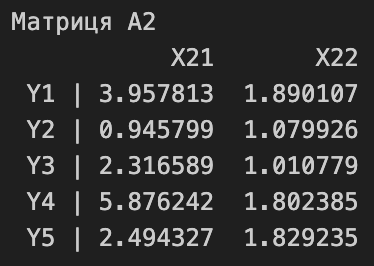 Матриця A2
X21 X22
Y1 | 3.957813 1.890107
Y2 | 0.945799 1.079926
Y3 | 2.316589 1.010779
Y4 | 5.876242 1.802385
Y5 | 2.494327 1.829235